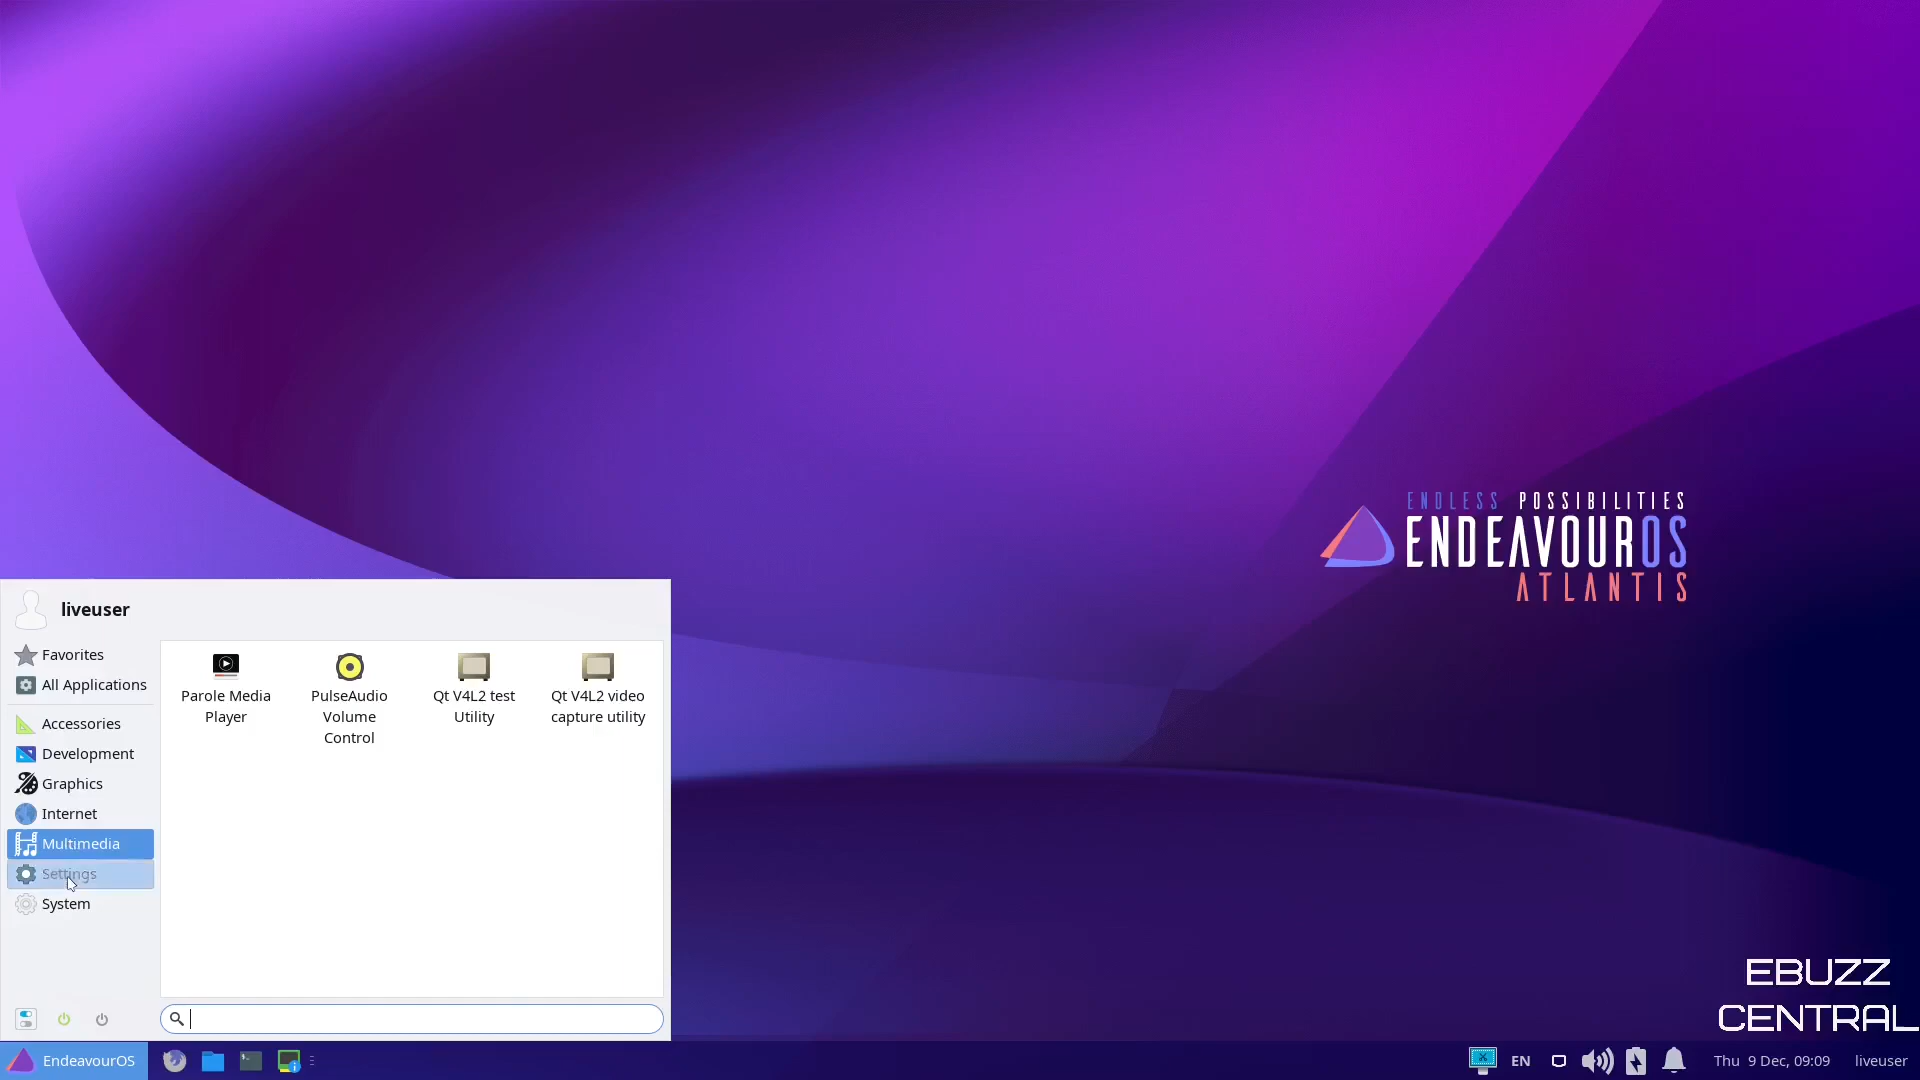 ENDLESS POSSIBILITIES
ENDEAVOUROS
ATLANTIS
liveuser
Favorites
All Applications
Accessories
Development
Graphics
Internet
Multimedia
Settings
System
Parole Media
Player
PulseAudio
Volume
Control
Qt V4L2 test
Utility
Qt V4L2 video
capture utility
EBUZZ
CENTRAL
EndeavourOS
EN
Thu 9 Dec, 09:09
liveuser